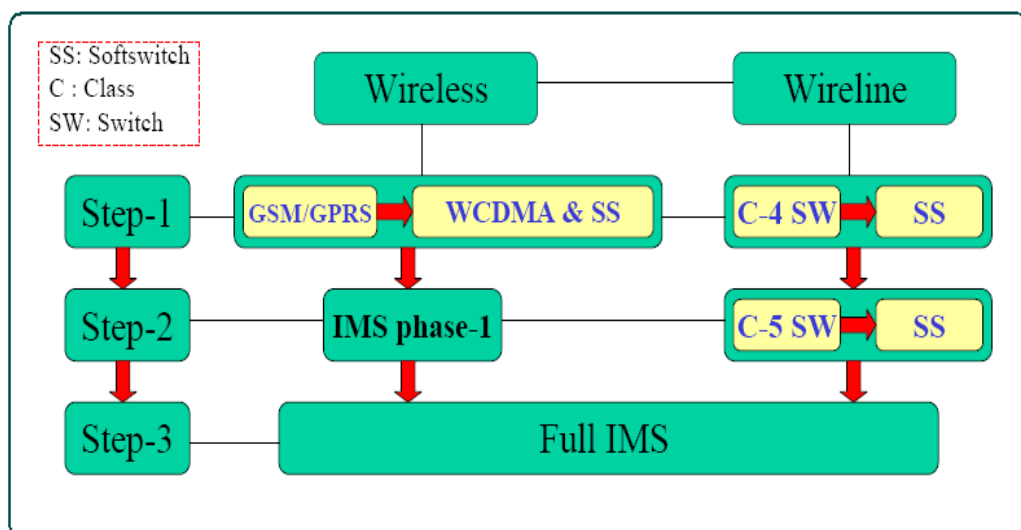 SS: Softswitch
C : Class
SW: Switch
Wireless
Wireline
Step-1
GSM/GPRS
WCDMA & SS
C-4 SW
SS
Step-2
IMS phase-1
C-5 SW
SS
Step-3
Full IMS